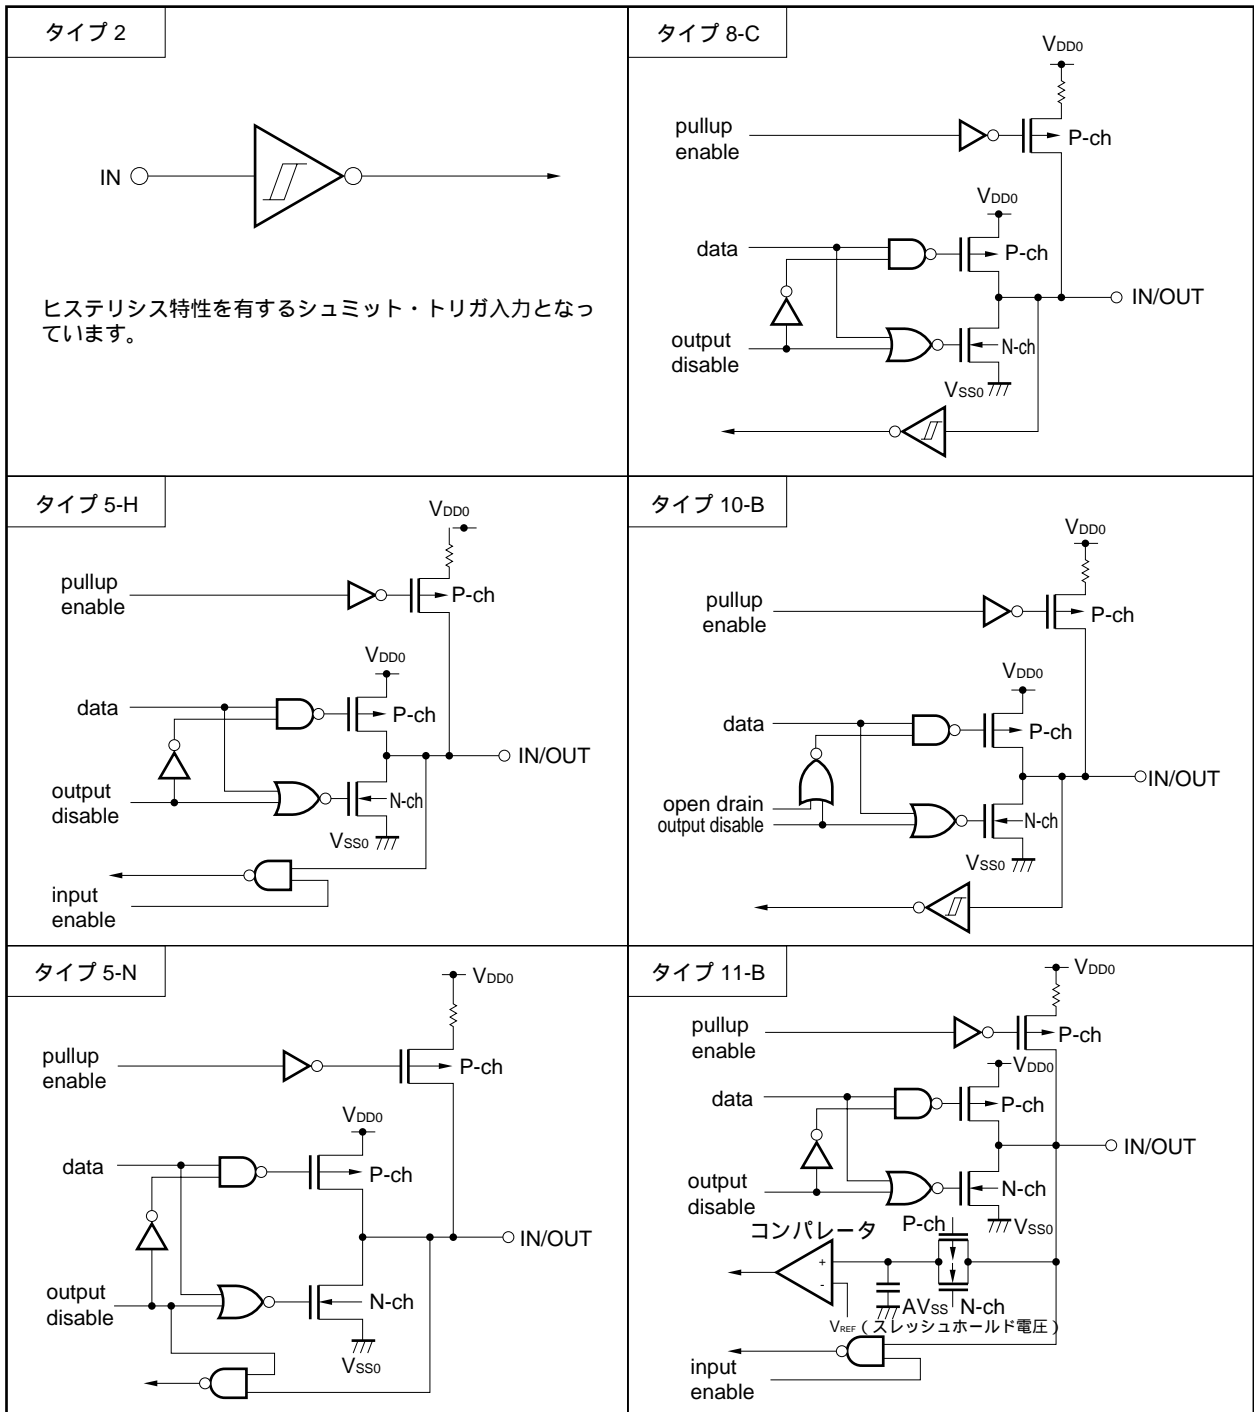 タイプ 2
IN
ヒステリシス特性を有するシュミット・トリガ入力となっ
ています。
タイプ 8-C
VDD0
pullup
enable
P-ch
VDD0
data
P-ch
IN/OUT
output
disable
N-ch
VSS0
タイプ 5-H
VDD0
pullup
enable
P-ch
VDD0
data
P-ch
IN/OUT
output
disable
N-ch
VSS0
input
enable
タイプ 10-B
VDD0
pullup
enable
P-ch
VDD0
data
P-ch
IN/OUT
open drain
output disable
N-ch
VSS0
タイプ 5-N
VDD0
pullup
enable
P-ch
VDD0
data
P-ch
IN/OUT
output
disable
N-ch
VSS0
タイプ 11-B
VDD0
pullup
enable
P-ch
VDD0
data
P-ch
IN/OUT
output
disable
N-ch
VSS0
P-ch
コンパレータ
+
-
AVSS
N-ch
VREF（スレッシュホールド電圧）
input
enable